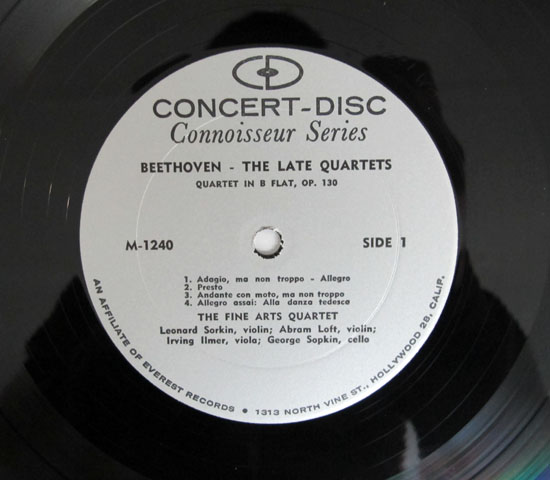 CD
CONCERT-DISC
Connoisseur Series
BEETHOVEN - THE LATE QUARTETS
QUARTET IN B FLAT, OP. 130
M-1240
SIDE 1
1. Adagio, ma non troppo - Allegro
2. Presto
3. Andante con moto, ma non troppo
4. Allegro assai: Alla danza tedesca
THE FINE ARTS QUARTET
Leonard Sorkin, violin; Abram Loft, violin;
Irving Ilmer, viola; George Sopkin, cello
AN AFFILIATE OF EVEREST RECORDS • 1313 NORTH VINE ST., HOLLYWOOD 28, CALIF.